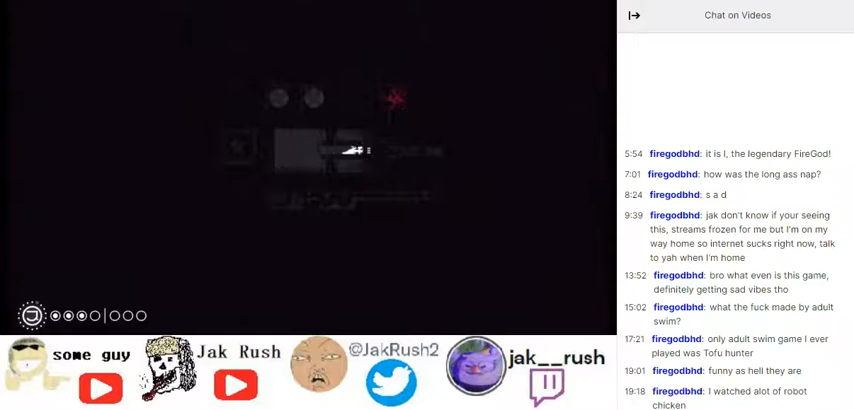 Chat on Videos
5:54 firegodbhd: it is I, the legendary FireGod!
7:01 firegodbhd: how was the long ass nap?
8:24 firegodbhd: s a d
9:39 firegodbhd: jak don't know if your seeing
this, streams frozen for me but I'm on my
way home so internet sucks right now, talk
to yah when I'm home
13:52 firegodbhd: bro what even is this game,
definitely getting sad vibes tho
15:02 firegodbhd: what the fuck made by adult
swim?
17:21 firegodbhd: only adult swim game I ever
played was Tofu hunter
19:01 firegodbhd: funny as hell they are
19:18 firegodbhd: I watched alot of robot
chicken
some guy
Jak Rush
@JakRush2
jak__rush